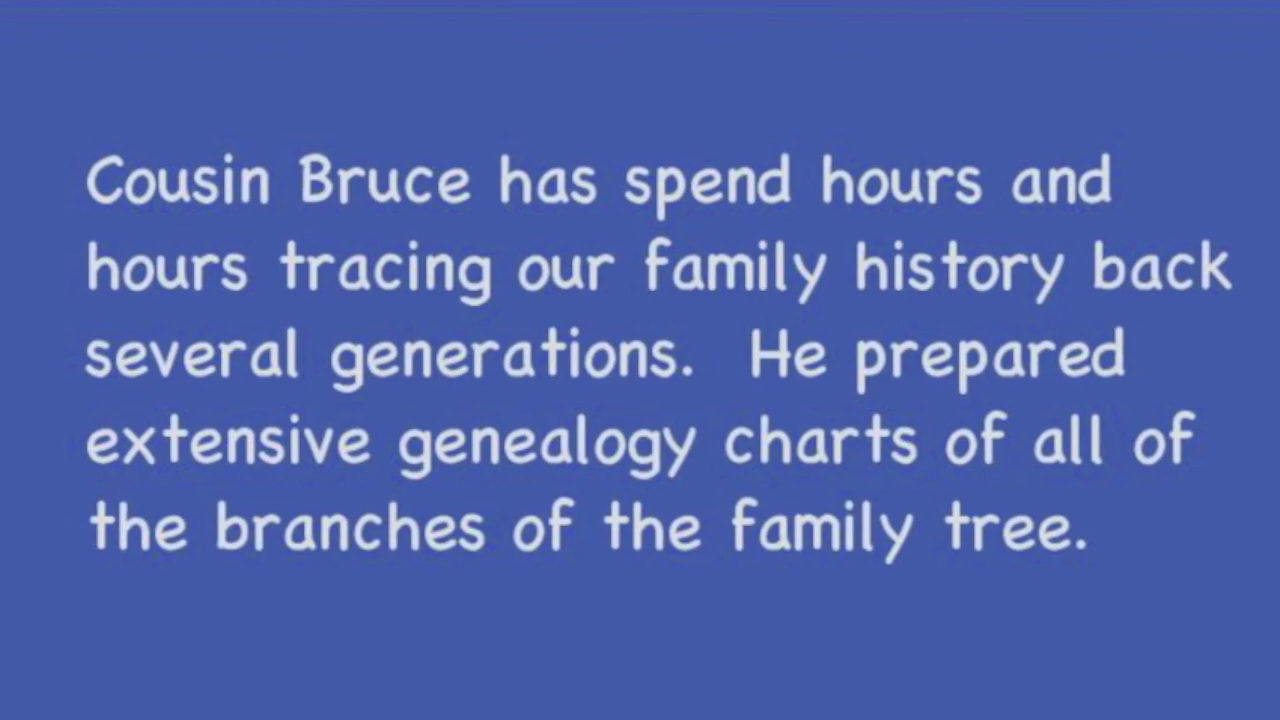 Cousin Bruce has spend hours and
hours tracing our family history back
several generations.  He prepared
extensive genealogy charts of all of
the branches of the family tree.